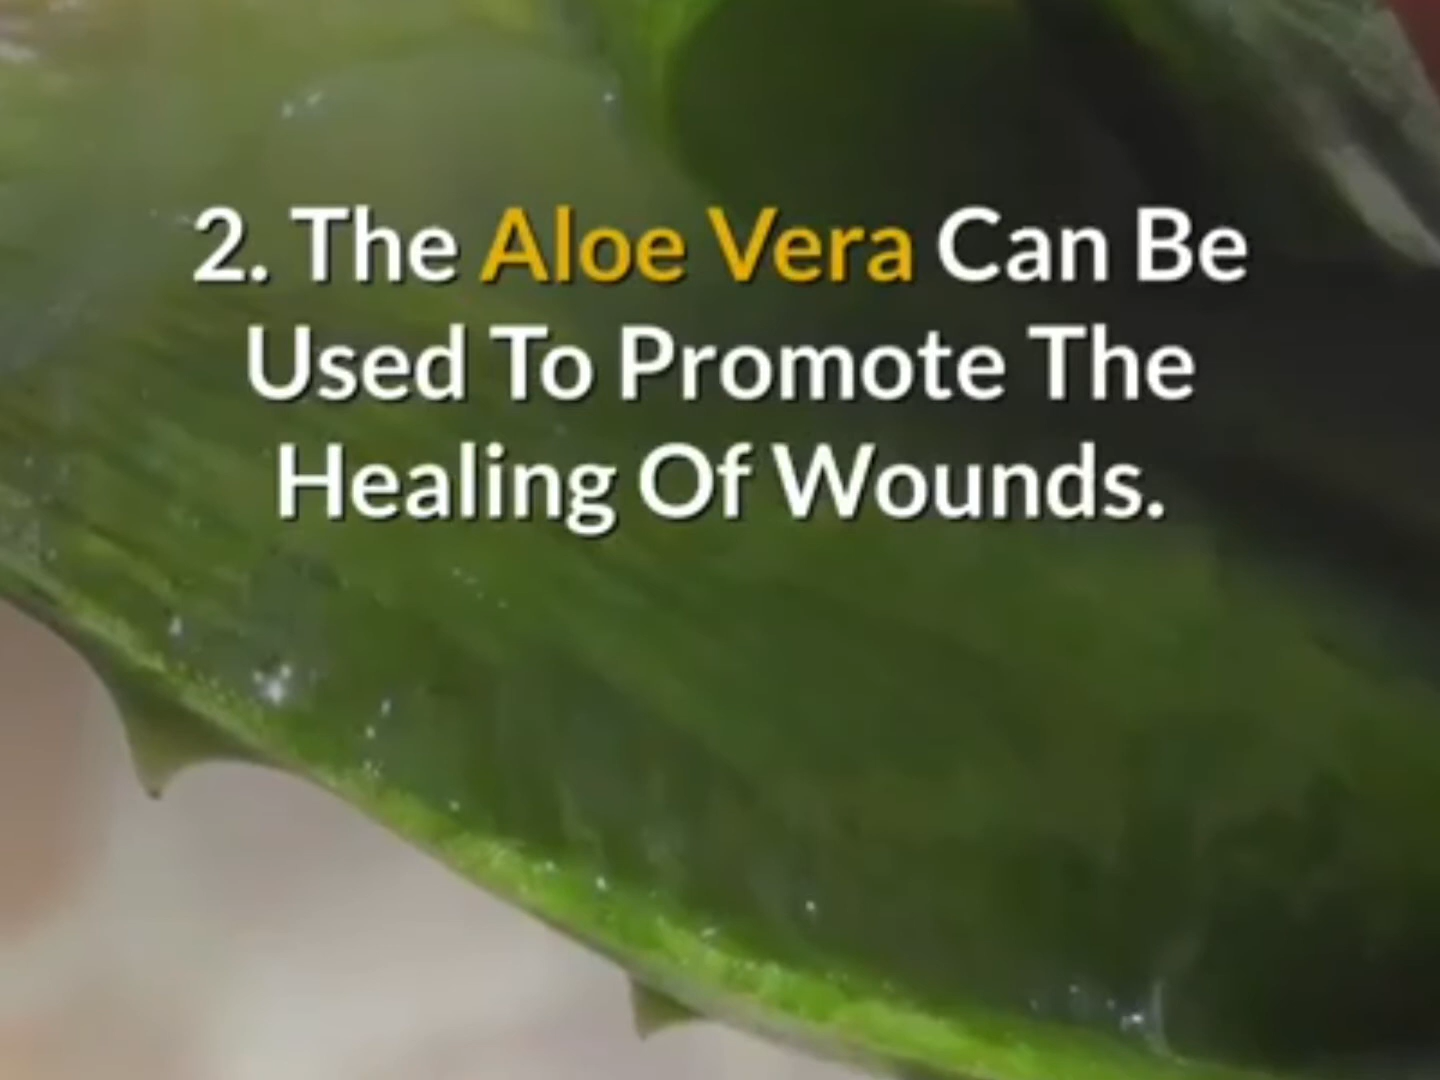 2. The Aloe Vera Can Be
Used To Promote The
Healing Of Wounds.